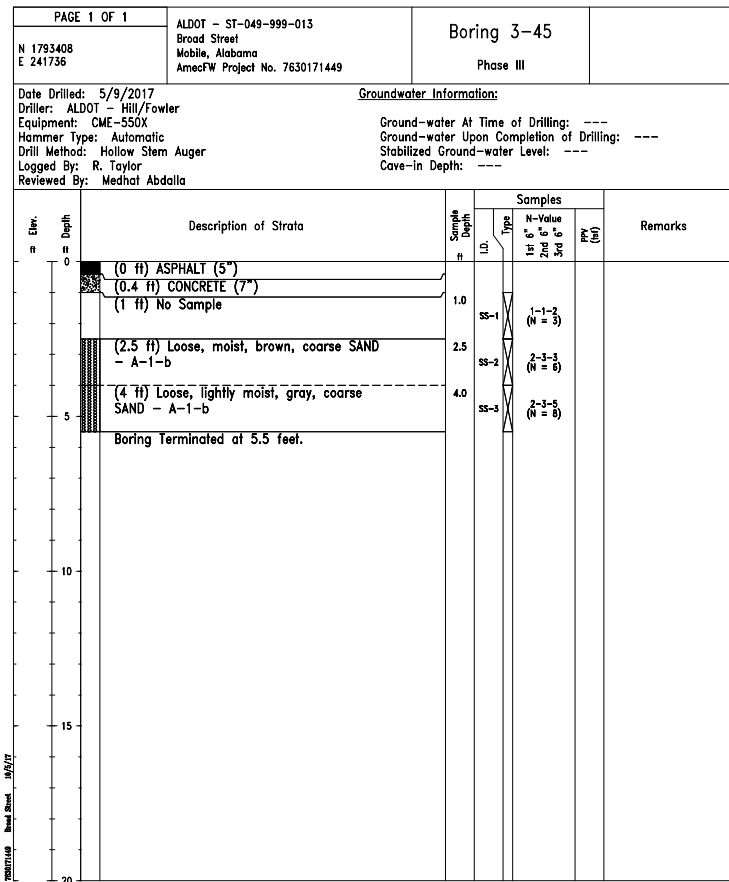 PAGE 1 OF 1
N 1793408
E 241736
ALDOT - ST-049-999-013
Broad Street
Mobile, Alabama
AmecFW Project No. 7630171449
Boring 3-45
Phase III
Date Drilled: 5/9/2017
Driller: ALDOT - Hill/Fowler
Equipment: CME-550X
Hammer Type: Automatic
Drill Method: Hollow Stem Auger
Logged By: R. Taylor
Reviewed By: Medhat Abdalla
Groundwater Information:
Ground-water At Time of Drilling: ---
Ground-water Upon Completion of Drilling: ---
Stabilized Ground-water Level: ---
Cave-in Depth: ---
Elev.
ft
Depth
ft
Description of Strata
Sample
Depth
ft
Samples
I.D.
Type
N-Value
1st 6"
2nd 6"
3rd 6"
PPV
(tsf)
Remarks
0
(0 ft) ASPHALT (5")
(0.4 ft) CONCRETE (7")
(1 ft) No Sample
1.0
SS-1
1-1-2
(N = 3)
(2.5 ft) Loose, moist, brown, coarse SAND
- A-1-b
2.5
SS-2
2-3-3
(N = 6)
(4 ft) Loose, lightly moist, gray, coarse
SAND - A-1-b
4.0
SS-3
2-3-5
(N = 8)
5
Boring Terminated at 5.5 feet.
10
15
20
7630171449 Broad Street 10/5/17